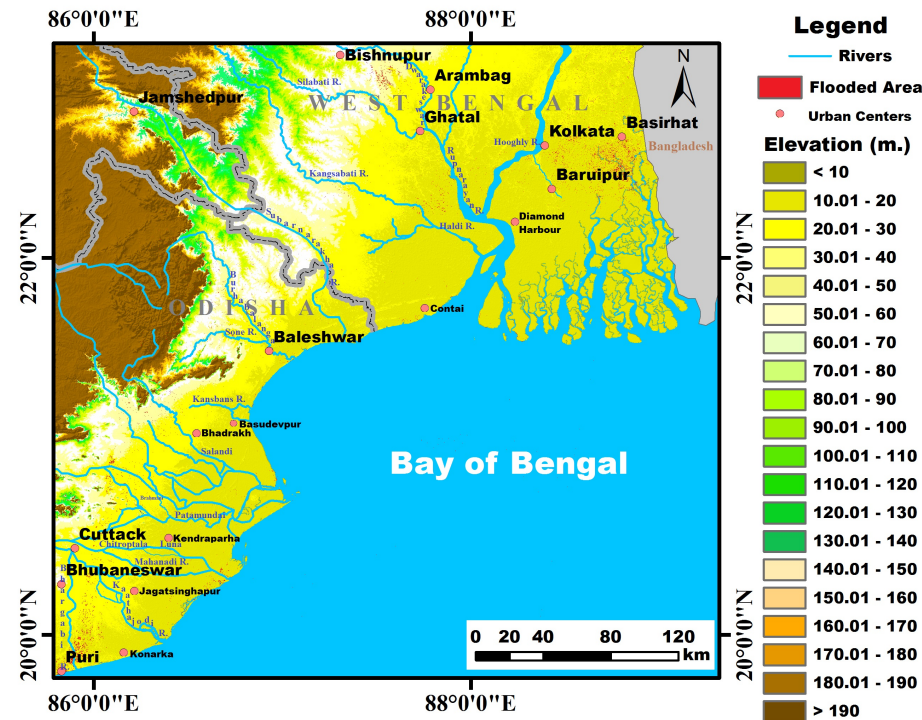 86°0'0"E
88°0'0"E
Legend
Rivers
Flooded Area
Urban Centers
Elevation (m.)
< 10
10.01 - 20
20.01 - 30
30.01 - 40
40.01 - 50
50.01 - 60
60.01 - 70
70.01 - 80
80.01 - 90
90.01 - 100
100.01 - 110
110.01 - 120
120.01 - 130
130.01 - 140
140.01 - 150
150.01 - 160
160.01 - 170
170.01 - 180
180.01 - 190
> 190
N
Bishnupur
Silabati R.
Arambag
Jamshedpur
WEST BENGAL
Ghatal
Kolkata
Basirhat
Hooghly R.
Bangladesh
Kangsabati R.
Baruipur
Rupnarayan R.
Subarnarakha R.
Haldi R.
Diamond
Harbour
22°0'0"N
22°0'0"N
ODISHA
Contai
Sone R.
Baleshwar
Kansbans R.
Basudevpur
Bhadrakh
Salandi
Bay of Bengal
Brahmani
Patamundai
Cuttack
Kendraparha
Chitroptala
Luna
Mahanadi R.
Bhubaneswar
Jagatsinghapur
Bhargabi R.
Kathajodi R.
Puri
Konarka
20°0'0"N
20°0'0"N
0 20 40 80 120
km
86°0'0"E
88°0'0"E